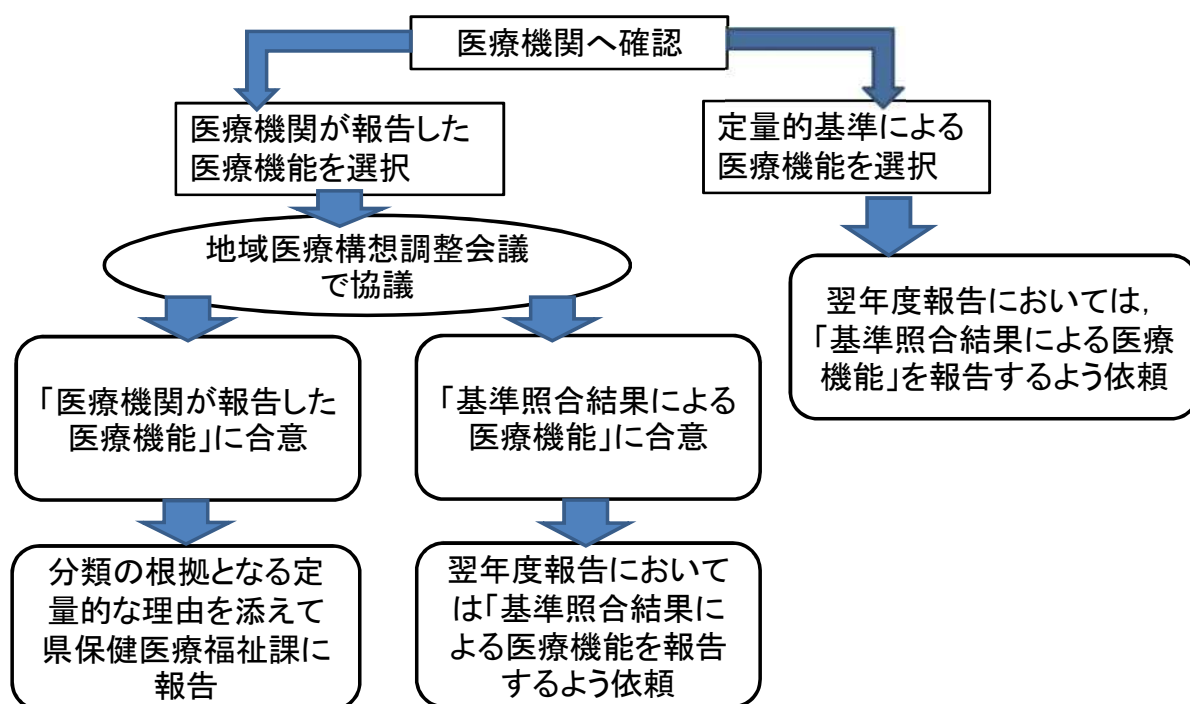 医療機関へ確認
医療機関が報告した
医療機能を選択
定量的基準による
医療機能を選択
地域医療構想調整会議
で協議
翌年度報告においては,
「基準照合結果による医療
機能」を報告するよう依頼
「医療機関が報告した
医療機能」に合意
「基準照合結果による
医療機能」に合意
分類の根拠となる定
量的な理由を添えて
県保健医療福祉課に
報告
翌年度報告において
は「基準照合結果に
よる医療機能を報告
するよう依頼